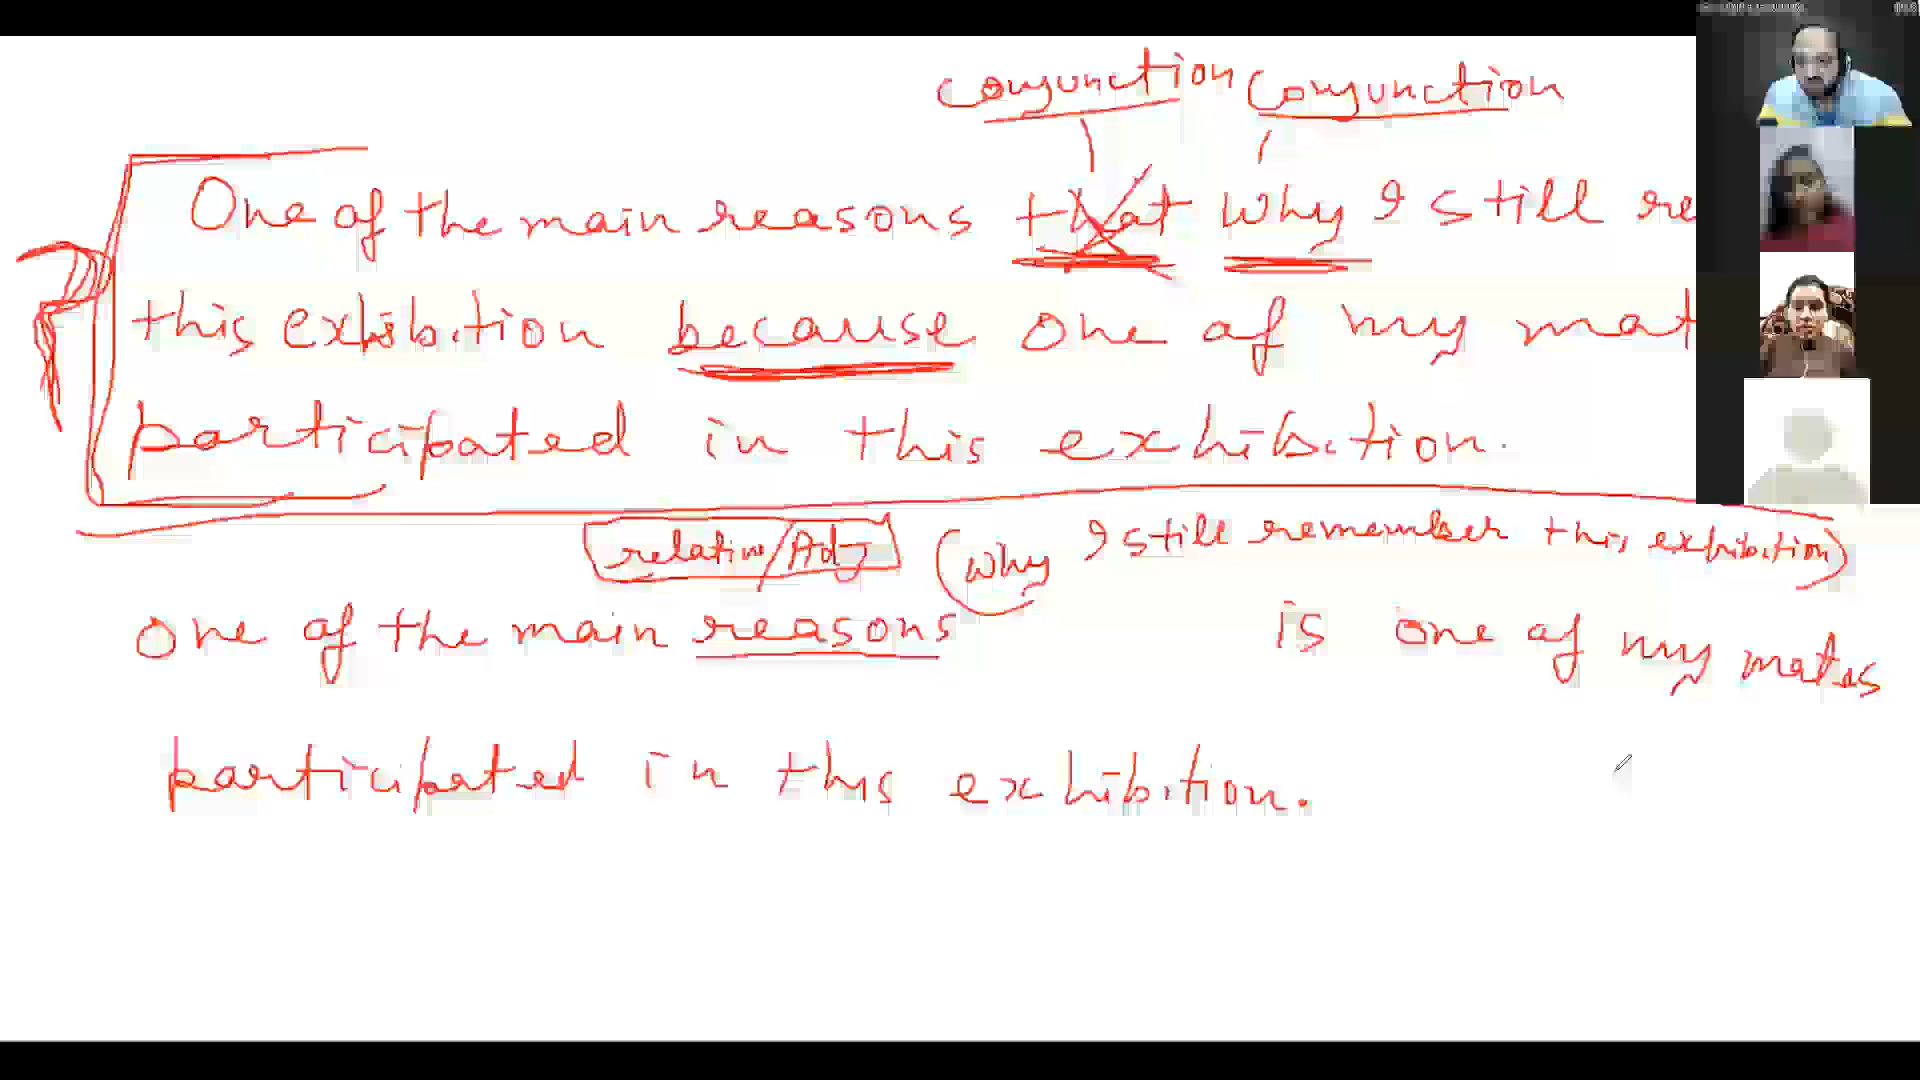 conjunction conjunction
One of the main reasons that why I still re
this exhibition because one of my mat
participated in this exhibition.
relative/Adj (why I still remember this exhibition)
one of the main reasons is one of my mates
participated in this exhibition.